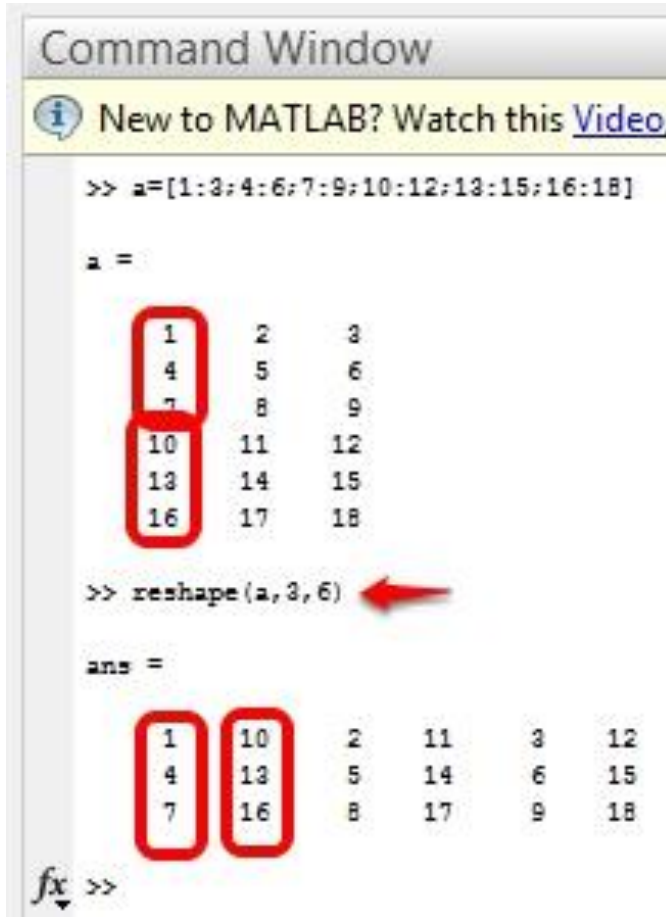 Command Window
New to MATLAB? Watch this Video
>> a=[1:3;4:6;7:9;10:12;13:15;16:18]
a =
1 2 3
4 5 6
7 8 9
10 11 12
13 14 15
16 17 18
>> reshape(a,3,6)
ans =
1 10 2 11 3 12
4 13 5 14 6 15
7 16 8 17 9 18
fx >>